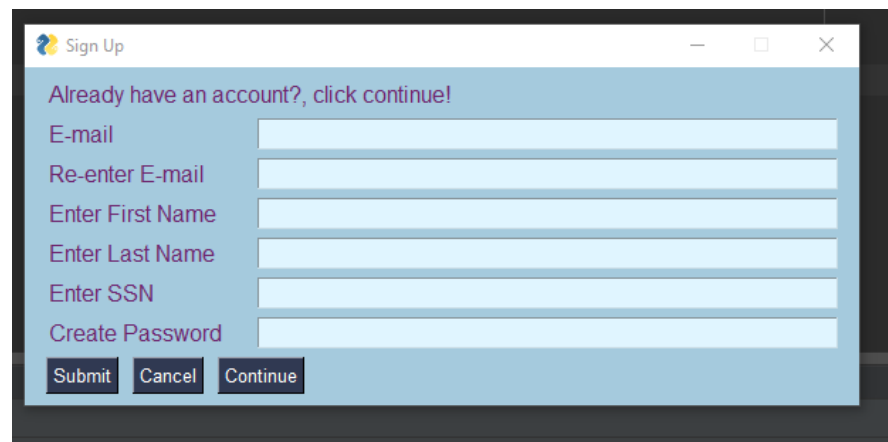 Sign Up
Already have an account?, click continue!
E-mail
Re-enter E-mail
Enter First Name
Enter Last Name
Enter SSN
Create Password
Submit Cancel Continue